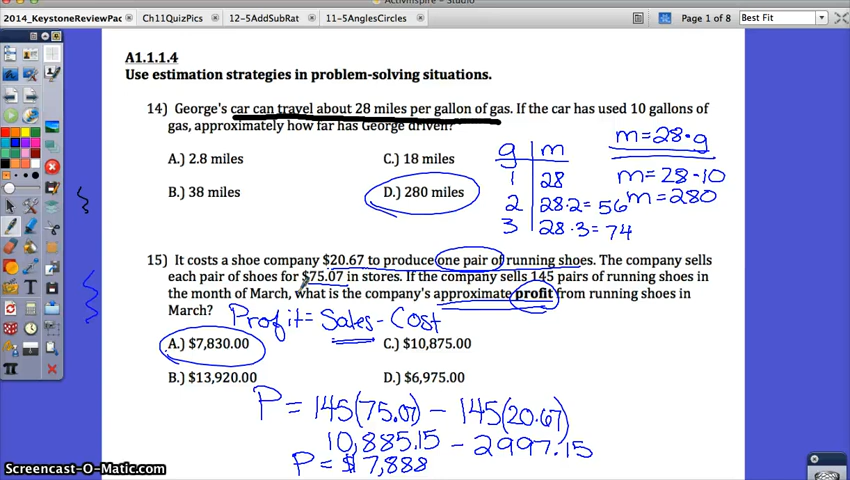 ActivInspire - Studio
2014_KeystoneReviewPac
Ch11QuizPics
12-5AddSubRat
11-5AnglesCircles
Page 1 of 8
Best Fit
A1.1.1.4
Use estimation strategies in problem-solving situations.
14) George's car can travel about 28 miles per gallon of gas. If the car has used 10 gallons of
gas, approximately how far has George driven?
A.) 2.8 miles
C.) 18 miles
B.) 38 miles
D.) 280 miles
g m
1 28
2 28·2=56
3 28·3=74
m=28·g
m=28·10
m=280
15) It costs a shoe company $20.67 to produce one pair of running shoes. The company sells
each pair of shoes for $75.07 in stores. If the company sells 145 pairs of running shoes in
the month of March, what is the company's approximate profit from running shoes in
March?
Profit=Sales-Cost
A.) $7,830.00
C.) $10,875.00
B.) $13,920.00
D.) $6,975.00
P = 145(75.07) - 145(20.67)
10,885.15 - 2997.15
P = $7,888
Screencast-O-Matic.com